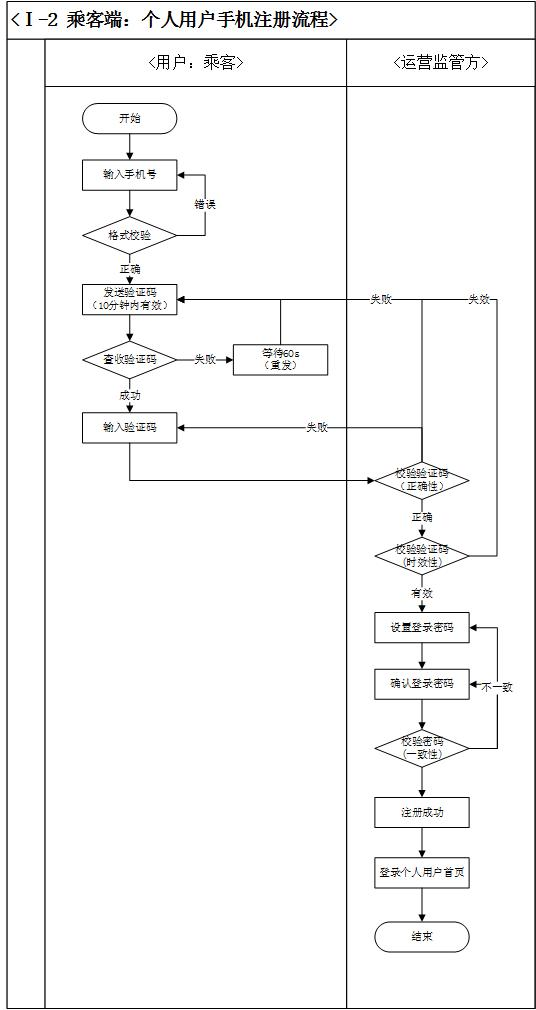 <Ⅰ-2 乘客端：个人用户手机注册流程>
<用户：乘客>
<运营监管方>
开始
输入手机号
错误
格式校验
正确
发送验证码
（10分钟内有效）
失败
失效
查收验证码
失败
等待60s
（重发）
成功
输入验证码
失败
校验验证码
（正确性）
正确
校验验证码
(时效性)
有效
设置登录密码
确认登录密码
不一致
校验密码
(一致性)
注册成功
登录个人用户首页
结束